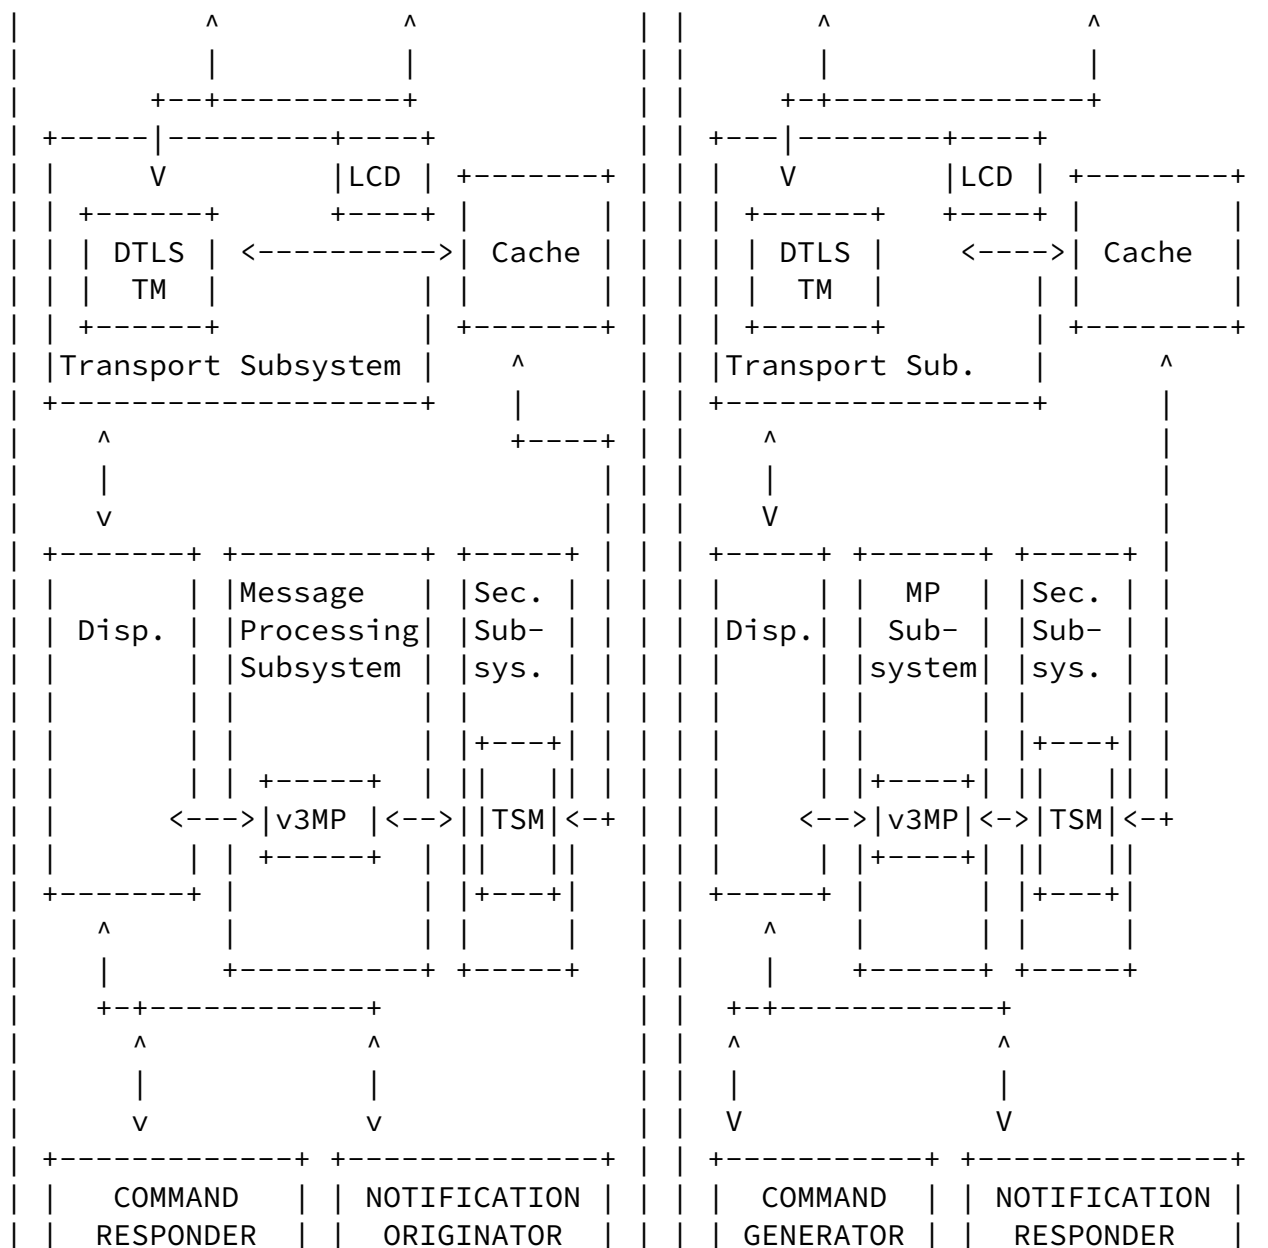 LCD LCD
DTLS Cache DTLS Cache
TM TM
Transport Subsystem Transport Sub.
Message Sec. MP Sec.
Disp. Processing Sub- Disp. Sub- Sub-
Subsystem sys. system sys.
v3MP TSM v3MP TSM
COMMAND NOTIFICATION COMMAND NOTIFICATION
RESPONDER ORIGINATOR GENERATOR RESPONDER